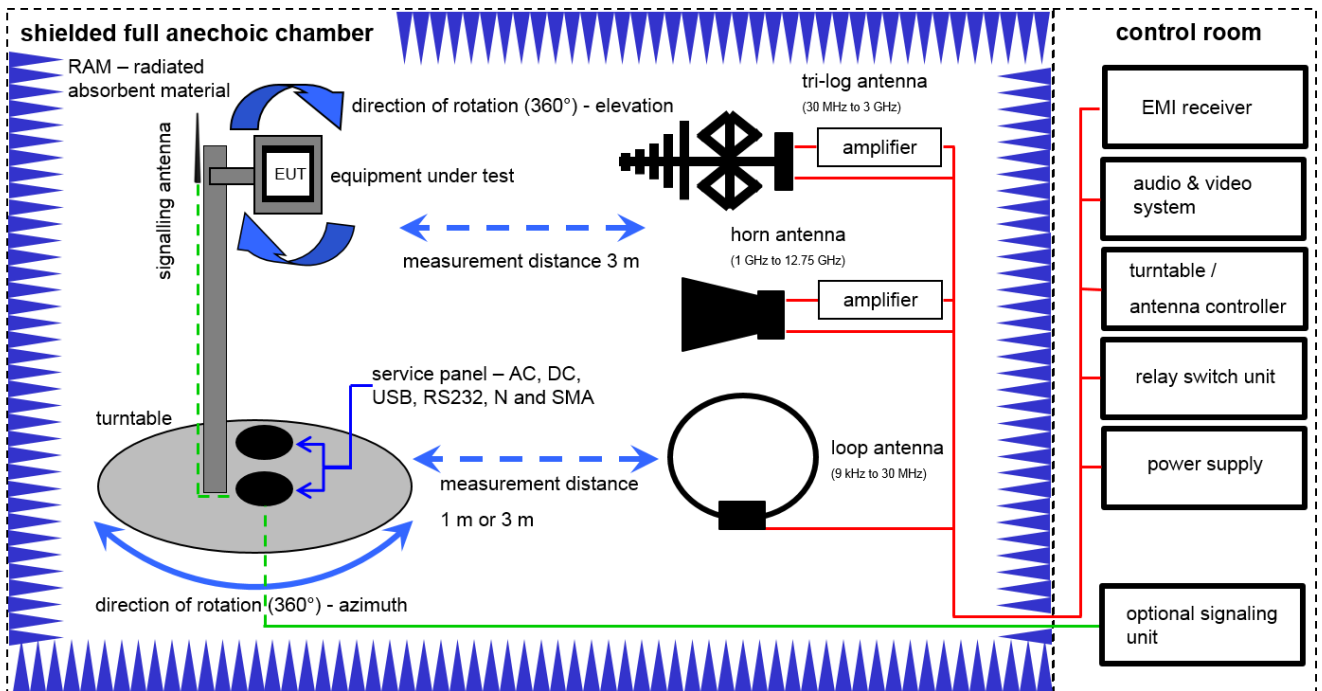 shielded full anechoic chamber
RAM – radiated
absorbent material
direction of rotation (360°) - elevation
signalling antenna
EUT
equipment under test
measurement distance 3 m
tri-log antenna
(30 MHz to 3 GHz)
amplifier
horn antenna
(1 GHz to 12.75 GHz)
amplifier
service panel – AC, DC,
USB, RS232, N and SMA
turntable
loop antenna
(9 kHz to 30 MHz)
measurement distance
1 m or 3 m
direction of rotation (360°) - azimuth
control room
EMI receiver
audio & video
system
turntable /
antenna controller
relay switch unit
power supply
optional signaling
unit